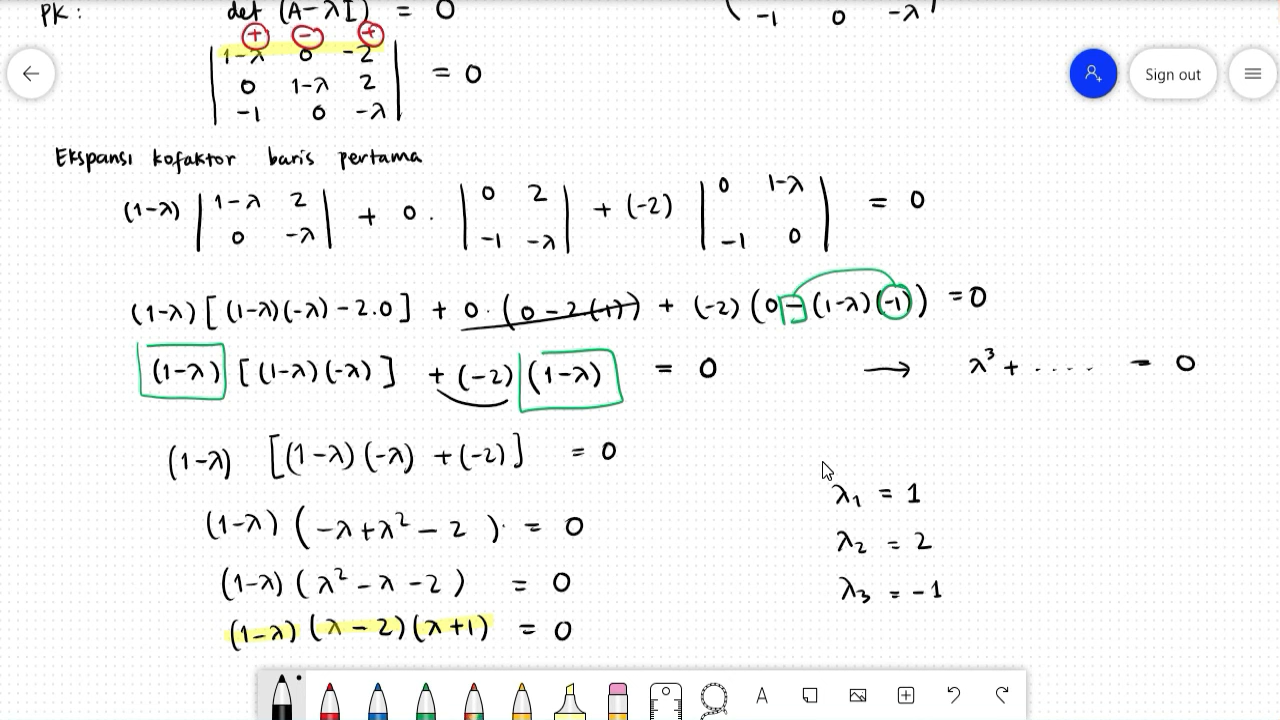 PK : det (A-λI) = 0
-1 0 -λ
+ - +
1-λ 0 -2
0 1-λ 2 = 0
-1 0 -λ
Sign out
Ekspansi kofaktor baris pertama
(1-λ) | 1-λ 2 | + 0 . | 0 2 | + (-2) | 0 1-λ | = 0
| 0 -λ | | -1 -λ | | -1 0 |
(1-λ) [(1-λ)(-λ) - 2.0] + 0. (0 - 2(1)) + (-2) (0 - (1-λ)(-1)) = 0
(1-λ) [(1-λ)(-λ)] + (-2) (1-λ) = 0 → λ³ + ..... = 0
(1-λ) [(1-λ) (-λ) + (-2)] = 0
λ₁ = 1
(1-λ) (-λ+λ² - 2 ) = 0
λ₂ = 2
(1-λ) (λ² - λ - 2) = 0
λ₃ = -1
(1-λ) (λ - 2) (λ+1) = 0
A